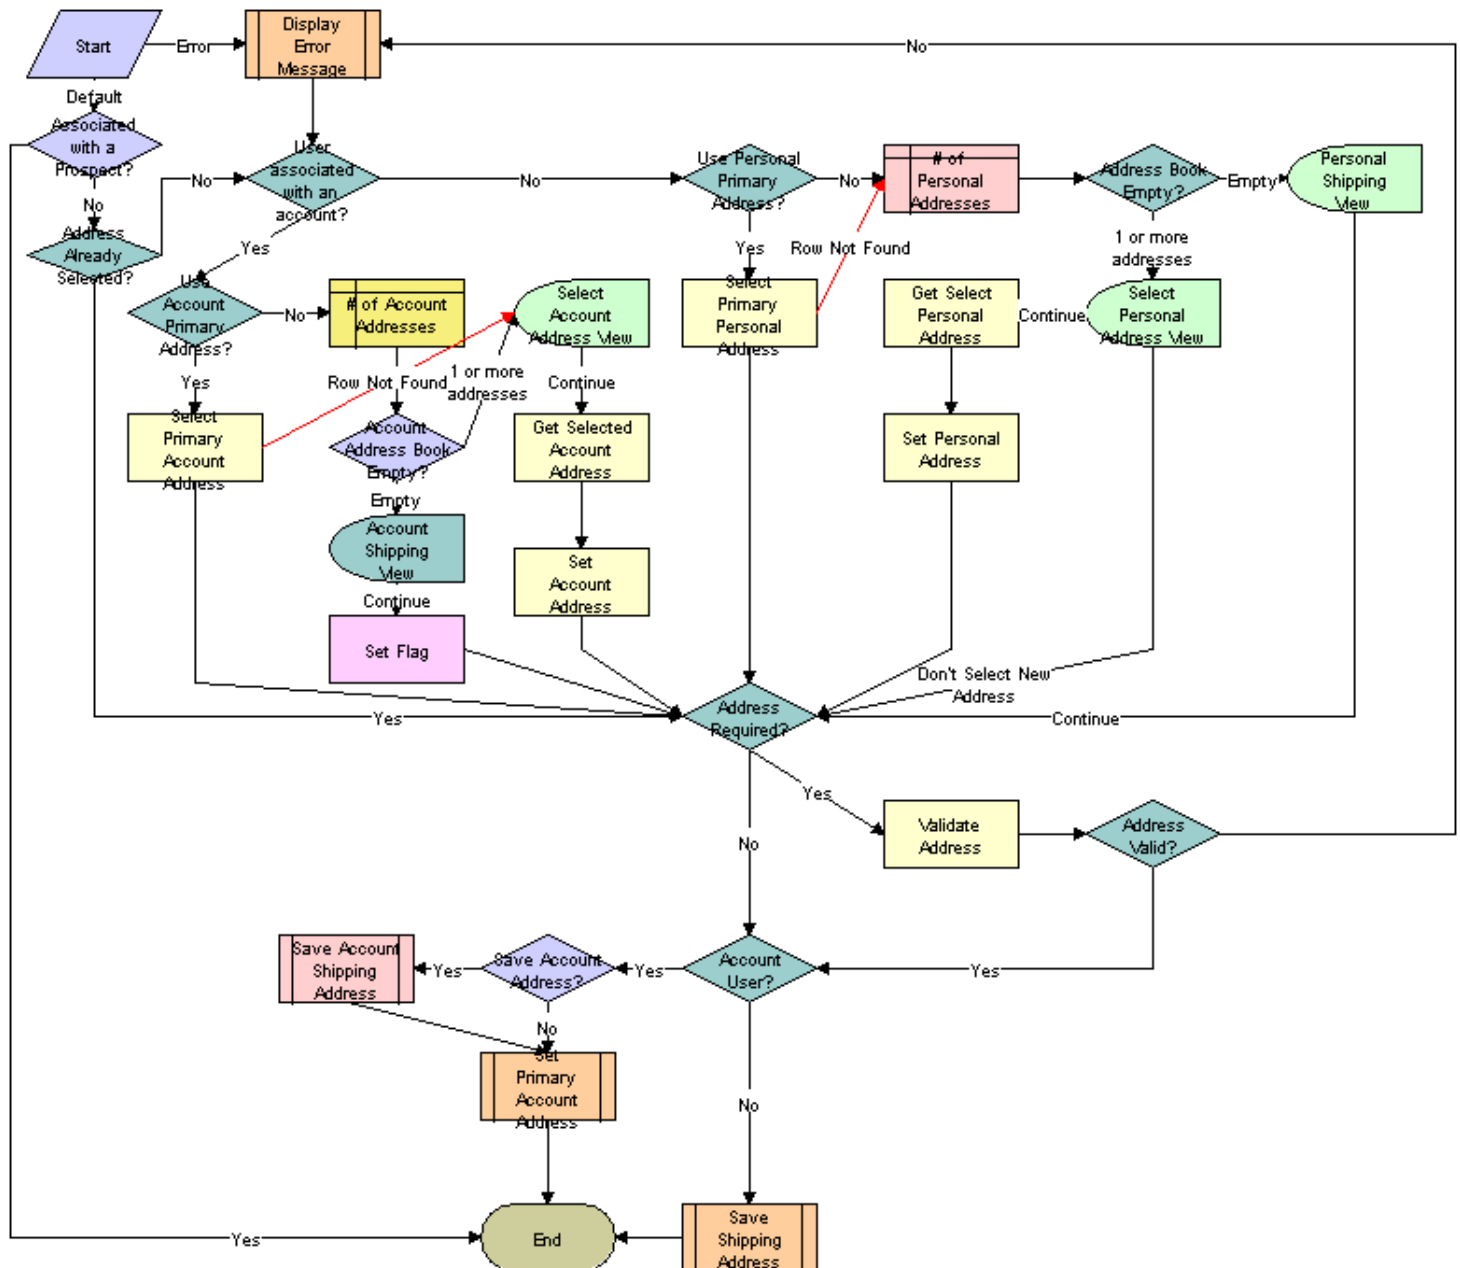 Start
Error
Display
Error
Message
No
Default
Associated
with a
Prospect?
No
User
associated
with an
account?
No
No
Use Personal
Primary
Address?
No
# of
Personal
Addresses
Address Book
Empty?
Empty
Personal
Shipping
View
Address
Already
Selected?
Yes
Yes
Row Not Found
1 or more
addresses
Use
Account
Primary
Address?
No
# of Account
Addresses
Select
Account
Address View
Select
Primary
Personal
Address
Get Select
Personal
Address
Continue
Select
Personal
Address View
Yes
Row Not Found
1 or more
addresses
Continue
Select
Primary
Account
Address
Account
Address Book
Empty?
Get Selected
Account
Address
Set Personal
Address
Empty
Account
Shipping
View
Set
Account
Address
Continue
Set Flag
Don't Select New
Address
Yes
Address
Required?
Continue
Yes
Validate
Address
Address
Valid?
No
Save Account
Shipping
Address
Yes
Save Account
Address?
Yes
Account
User?
Yes
No
Set
Primary
Account
Address
No
Yes
End
Save
Shipping
Address